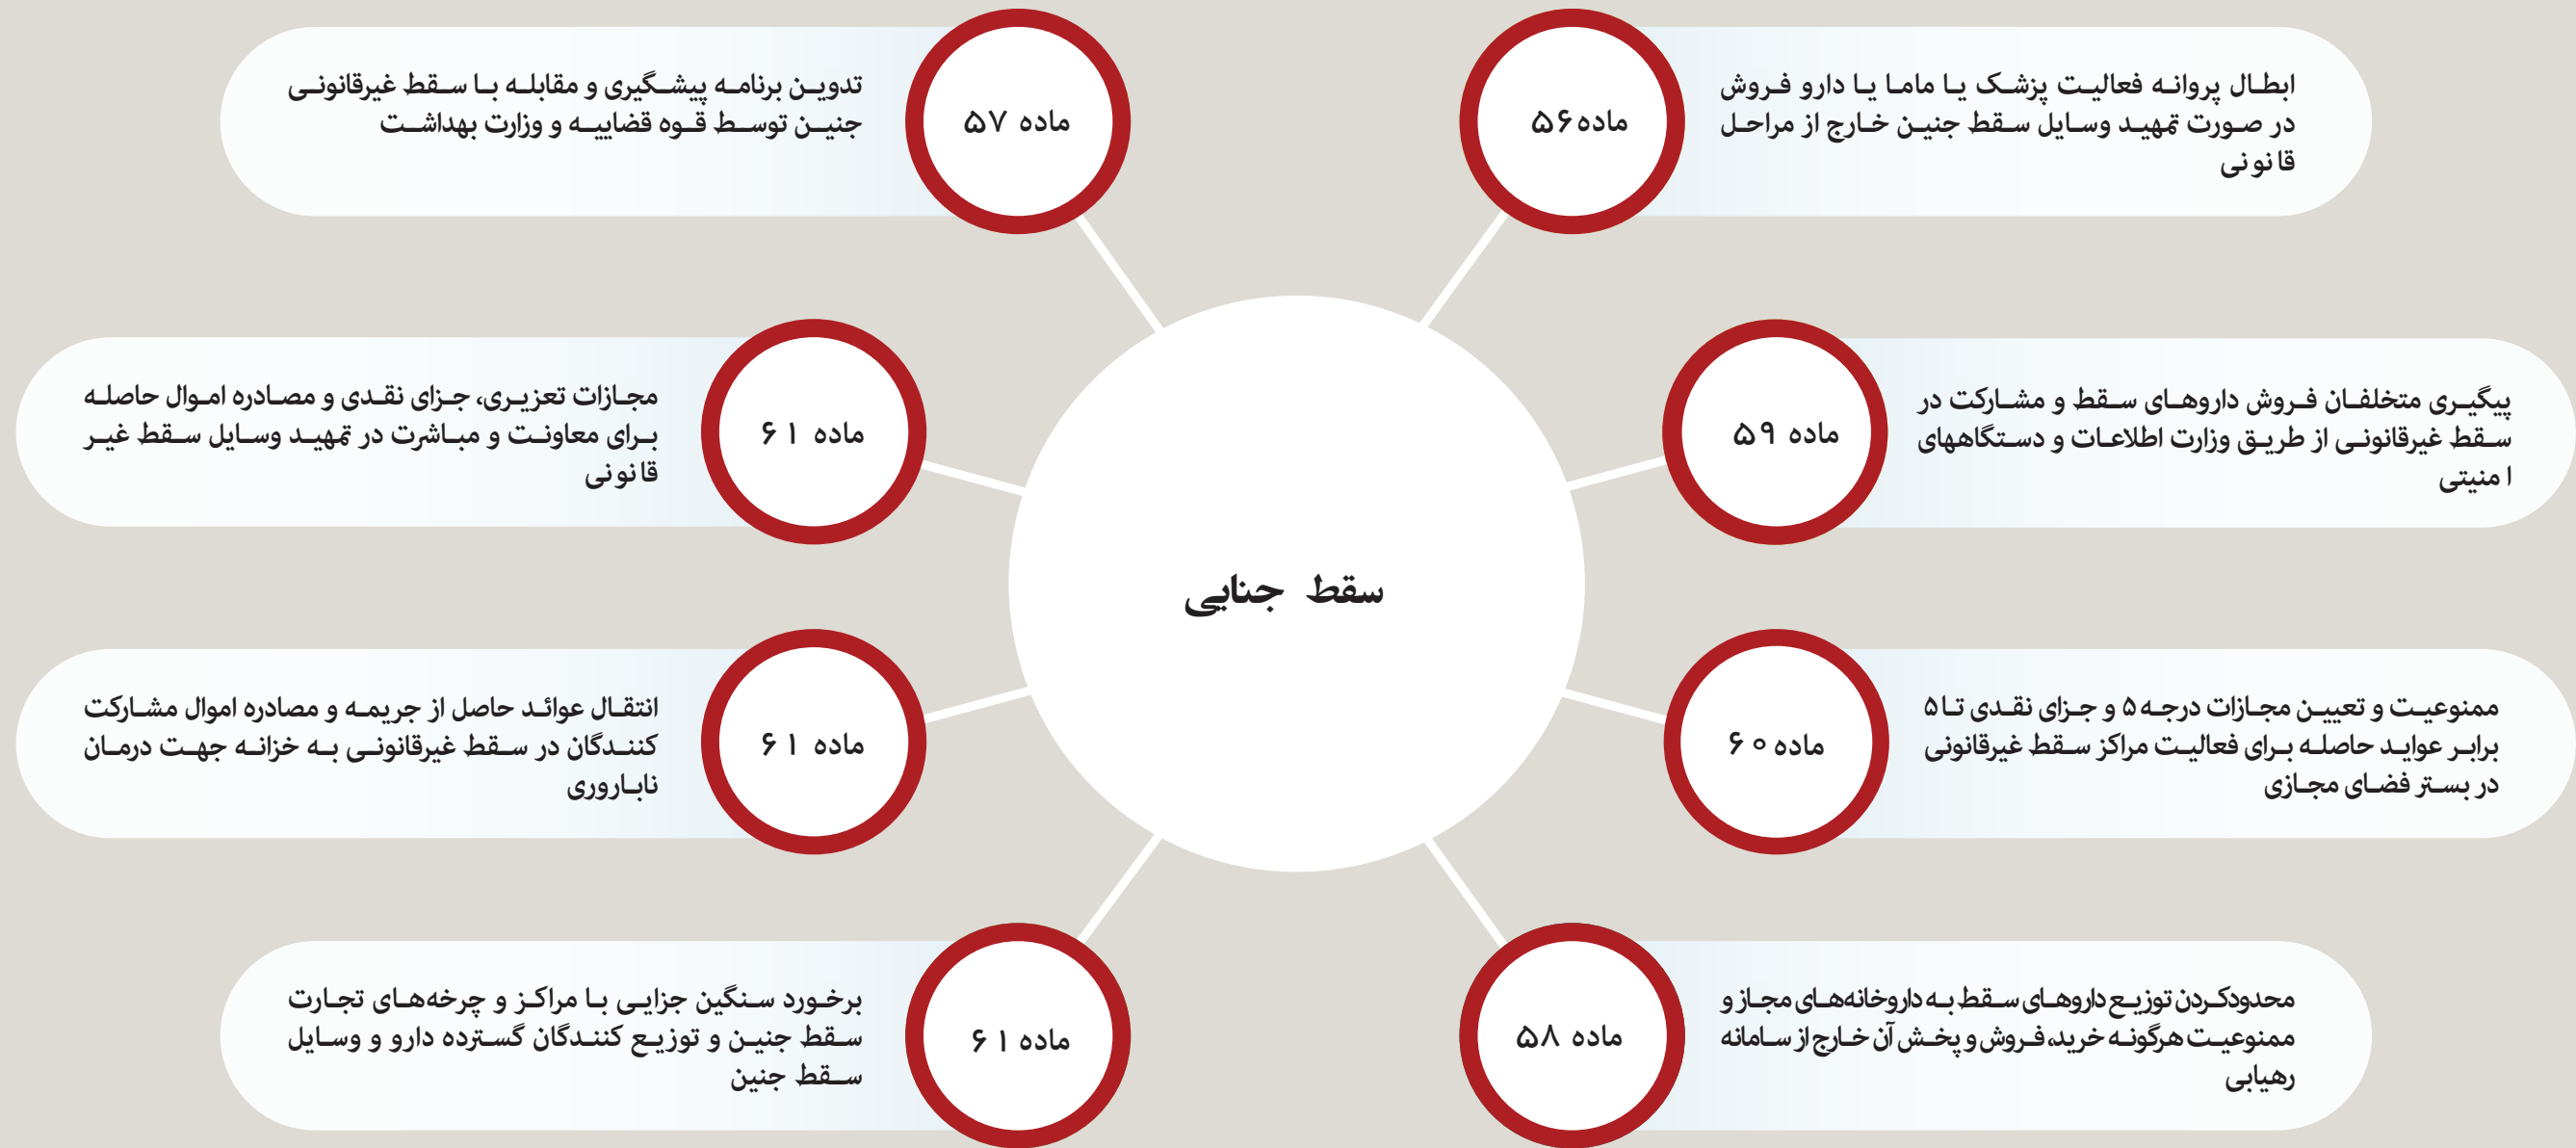 سقط جنایی
ماده۵۶
ابطال پروانه فعالیت پزشک یا ماما یا دارو فروش
در صورت تمهید وسایل سقط جنین خارج از مراحل
قانونی
ماده ۵۹
پیگیری متخلفان فروش داروهای سقط و مشارکت در
سقط غیرقانونی از طریق وزارت اطلاعات و دستگاههای
امنیتی
ماده ۶۰
ممنوعیت و تعیین مجازات درجه ۵ و جزای نقدی تا ۵
برابر عواید حاصله برای فعالیت مراکز سقط غیرقانونی
در بستر فضای مجازی
ماده ۵۸
محدودکردن توزیع داروهای سقط به داروخانه‌های مجاز و
ممنوعیت هرگونه خرید، فروش و پخش آن خارج از سامانه
رهیابی
ماده ۵۷
تدوین برنامه پیشگیری و مقابله با سقط غیرقانونی
جنین توسط قوه قضاییه و وزارت بهداشت
ماده ۶۱
مجازات تعزیری، جزای نقدی و مصادره اموال حاصله
برای معاونت و مباشرت در تمهید وسایل سقط غیر
قانونی
ماده ۶۱
انتقال عوائد حاصل از جریمه و مصادره اموال مشارکت
کنندگان در سقط غیرقانونی به خزانه جهت درمان
ناباروری
ماده ۶۱
برخورد سنگین جزایی با مراکز و چرخه‌های تجارت
سقط جنین و توزیع کنندگان گسترده دارو و وسایل
سقط جنین